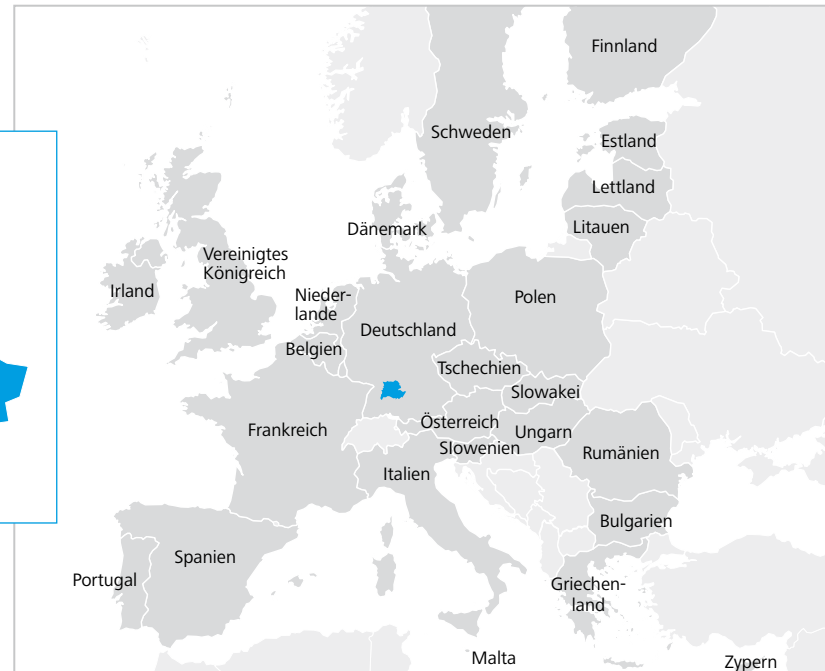 Finnland
Schweden
Estland
Lettland
Litauen
Dänemark
Vereinigtes
Königreich
Irland
Nieder-
lande
Polen
Deutschland
Belgien
Tschechien
Slowakei
Österreich
Frankreich
Ungarn
Slowenien
Rumänien
Italien
Bulgarien
Spanien
Portugal
Griechen-
land
Malta
Zypern